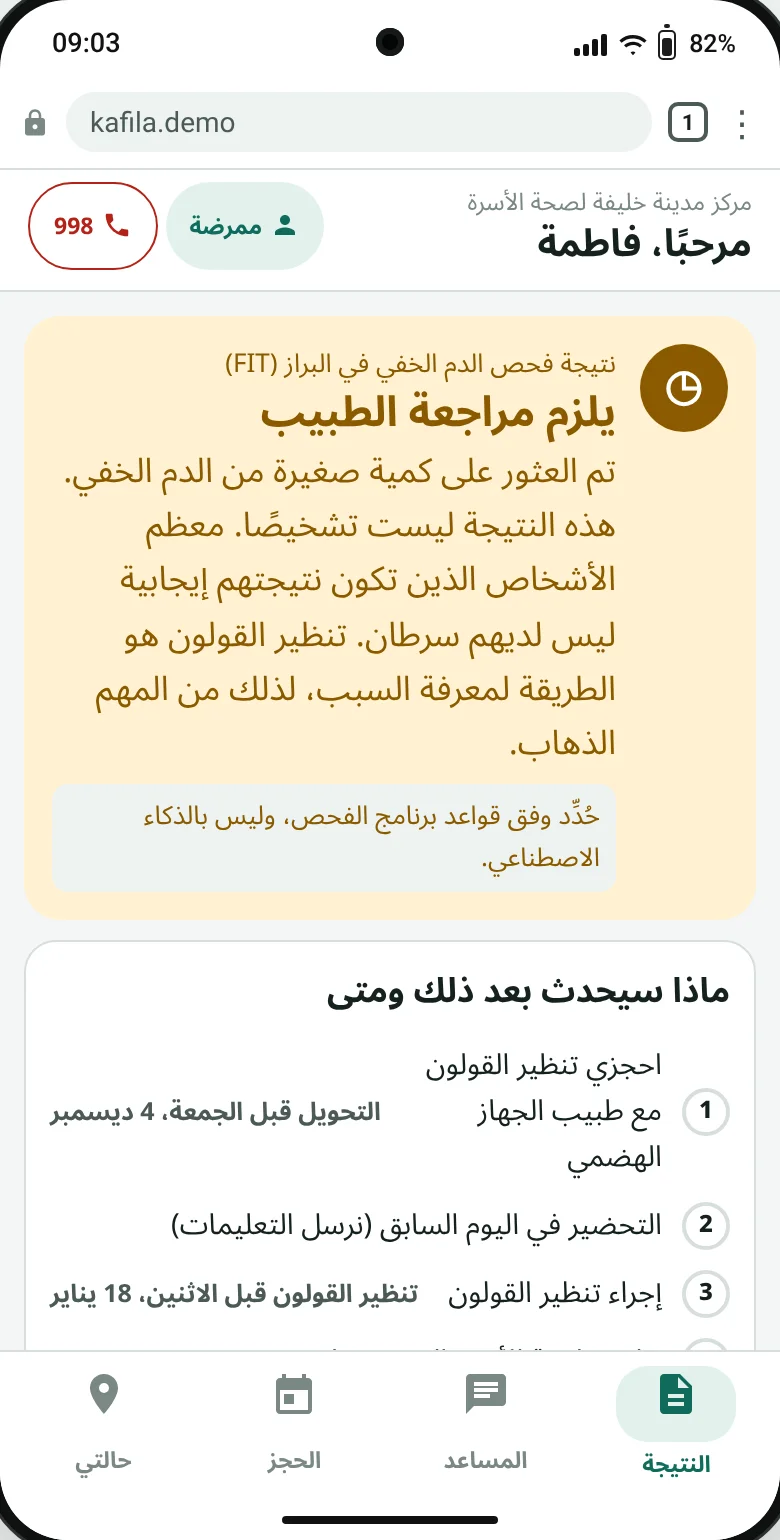 09:03
82%
kafila.demo
1
مركز مدينة خليفة لصحة الأسرة
مرحبًا، فاطمة
ممرضة
998
نتيجة فحص الدم الخفي في البراز (FIT)
يلزم مراجعة الطبيب
تم العثور على كمية صغيرة من الدم الخفي.
هذه النتيجة ليست تشخيصًا. معظم
الأشخاص الذين تكون نتيجتهم إيجابية
ليس لديهم سرطان. تنظير القولون هو
الطريقة لمعرفة السبب، لذلك من المهم
الذهاب.
حُدِّد وفق قواعد برنامج الفحص، وليس بالذكاء
الاصطناعي.
ماذا سيحدث بعد ذلك ومتى
1
احجزي تنظير القولون
مع طبيب الجهاز
الهضمي
التحويل قبل الجمعة، 4 ديسمبر
2
التحضير في اليوم السابق (نرسل التعليمات)
3
إجراء تنظير القولون
تنظير القولون قبل الاثنين، 18 يناير
النتيجة
المساعد
الحجز
حالتي